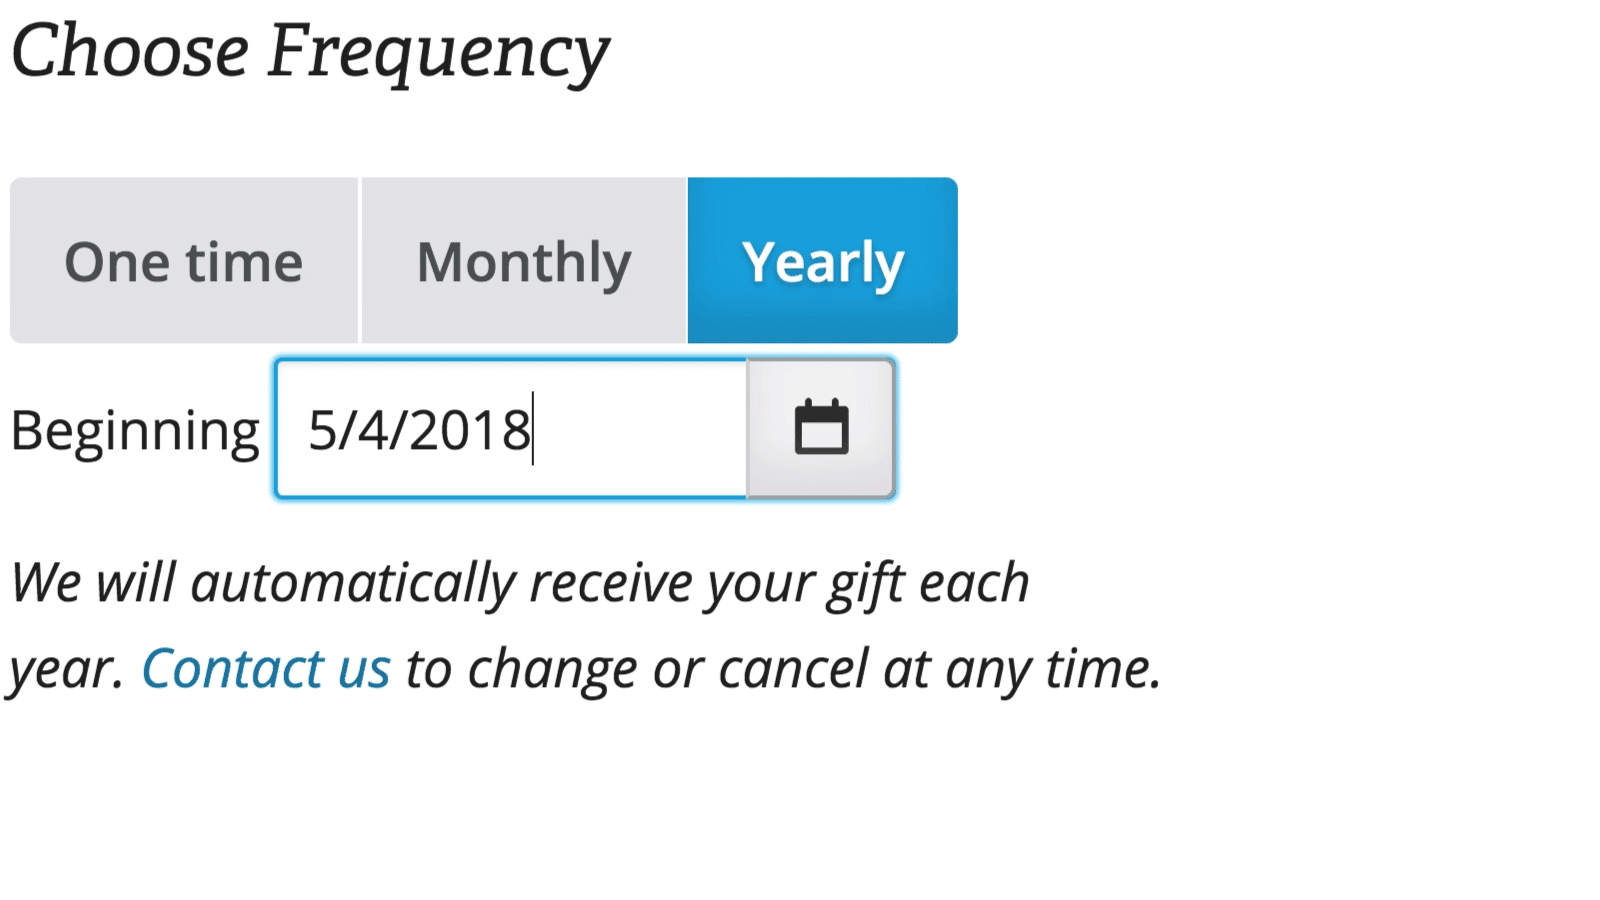 Choose Frequency
One time Monthly Yearly
Beginning 5/4/2018
We will automatically receive your gift each
year. Contact us to change or cancel at any time.